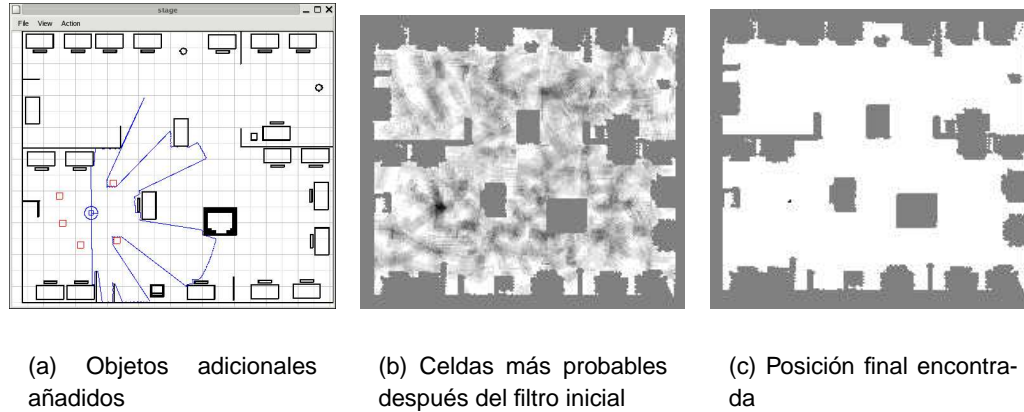 stage
File View Action
(a) Objetos adicionales
añadidos
(b) Celdas más probables
después del filtro inicial
(c) Posición final encontra-
da